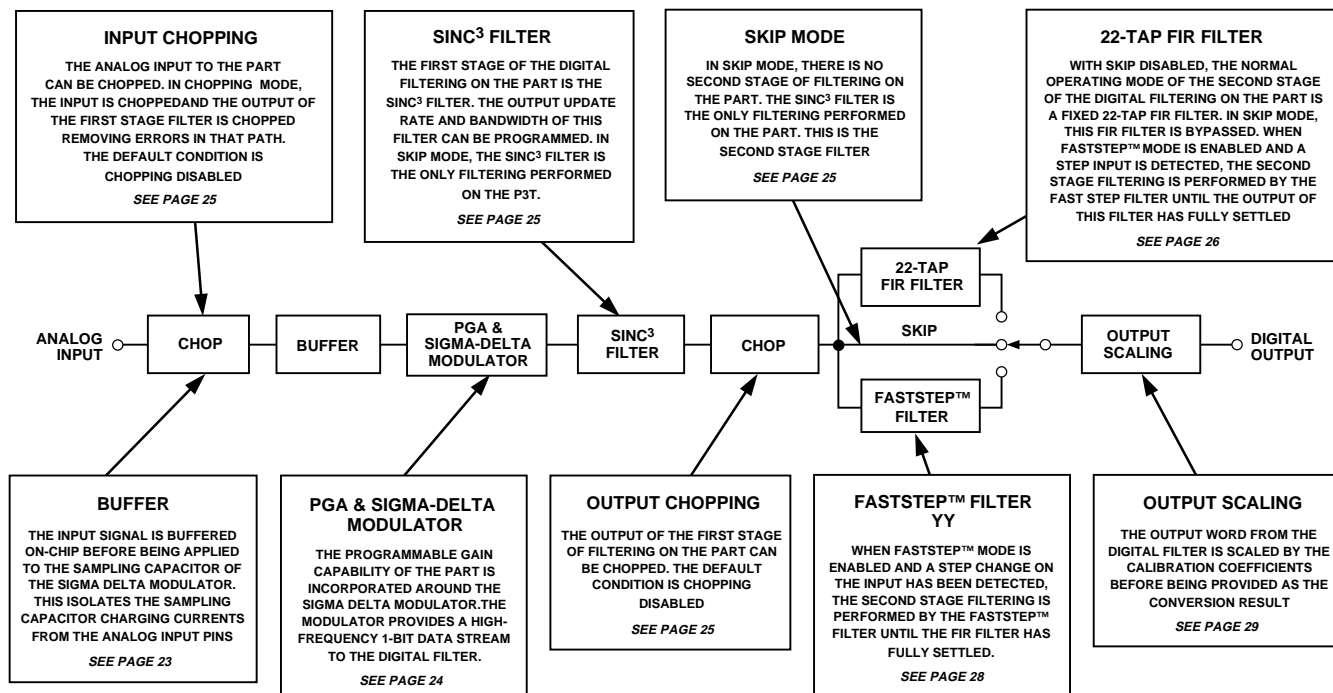 INPUT CHOPPING
THE ANALOG INPUT TO THE PART
CAN BE CHOPPED. IN CHOPPING MODE,
THE INPUT IS CHOPPEDAND THE OUTPUT OF
THE FIRST STAGE FILTER IS CHOPPED
REMOVING ERRORS IN THAT PATH.
THE DEFAULT CONDITION IS
CHOPPING DISABLED
SEE PAGE 25
SINC³ FILTER
THE FIRST STAGE OF THE DIGITAL
FILTERING ON THE PART IS THE
SINC³ FILTER. THE OUTPUT UPDATE
RATE AND BANDWIDTH OF THIS
FILTER CAN BE PROGRAMMED. IN
SKIP MODE, THE SINC³ FILTER IS
THE ONLY FILTERING PERFORMED
ON THE P3T.
SEE PAGE 25
SKIP MODE
IN SKIP MODE, THERE IS NO
SECOND STAGE OF FILTERING ON
THE PART. THE SINC³ FILTER IS
THE ONLY FILTERING PERFORMED
ON THE PART. THIS IS THE
SECOND STAGE FILTER
SEE PAGE 25
22-TAP FIR FILTER
WITH SKIP DISABLED, THE NORMAL
OPERATING MODE OF THE SECOND STAGE
OF THE DIGITAL FILTERING ON THE PART IS
A FIXED 22-TAP FIR FILTER. IN SKIP MODE,
THIS FIR FILTER IS BYPASSED. WHEN
FASTSTEP™ MODE IS ENABLED AND A
STEP INPUT IS DETECTED, THE SECOND
STAGE FILTERING IS PERFORMED BY THE
FAST STEP FILTER UNTIL THE OUTPUT OF
THIS FILTER HAS FULLY SETTLED
SEE PAGE 26
ANALOG
INPUT
CHOP
BUFFER
PGA &
SIGMA-DELTA
MODULATOR
SINC³
FILTER
CHOP
22-TAP
FIR FILTER
SKIP
FASTSTEP™
FILTER
OUTPUT
SCALING
DIGITAL
OUTPUT
BUFFER
THE INPUT SIGNAL IS BUFFERED
ON-CHIP BEFORE BEING APPLIED
TO THE SAMPLING CAPACITOR OF
THE SIGMA DELTA MODULATOR.
THIS ISOLATES THE SAMPLING
CAPACITOR CHARGING CURRENTS
FROM THE ANALOG INPUT PINS
SEE PAGE 23
PGA & SIGMA-DELTA
MODULATOR
THE PROGRAMMABLE GAIN
CAPABILITY OF THE PART IS
INCORPORATED AROUND THE
SIGMA DELTA MODULATOR.THE
MODULATOR PROVIDES A HIGH-
FREQUENCY 1-BIT DATA STREAM
TO THE DIGITAL FILTER.
SEE PAGE 24
OUTPUT CHOPPING
THE OUTPUT OF THE FIRST STAGE
OF FILTERING ON THE PART CAN
BE CHOPPED. THE DEFAULT
CONDITION IS CHOPPING
DISABLED
SEE PAGE 25
FASTSTEP™ FILTER
YY
WHEN FASTSTEP™ MODE IS
ENABLED AND A STEP CHANGE ON
THE INPUT HAS BEEN DETECTED,
THE SECOND STAGE FILTERING IS
PERFORMED BY THE FASTSTEP™
FILTER UNTIL THE FIR FILTER HAS
FULLY SETTLED.
SEE PAGE 28
OUTPUT SCALING
THE OUTPUT WORD FROM THE
DIGITAL FILTER IS SCALED BY THE
CALIBRATION COEFFICIENTS
BEFORE BEING PROVIDED AS THE
CONVERSION RESULT
SEE PAGE 29